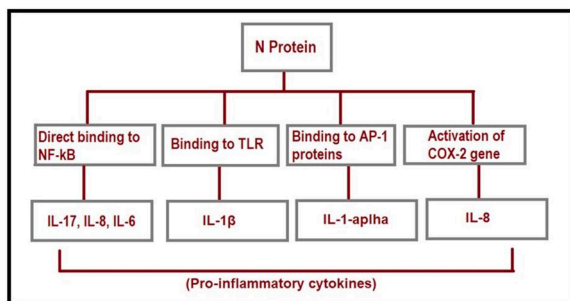 N Protein
Direct binding to
NF-kB
Binding to TLR
Binding to AP-1
proteins
Activation of
COX-2 gene
IL-17, IL-8, IL-6
IL-1β
IL-1-aplha
IL-8
(Pro-inflammatory cytokines)